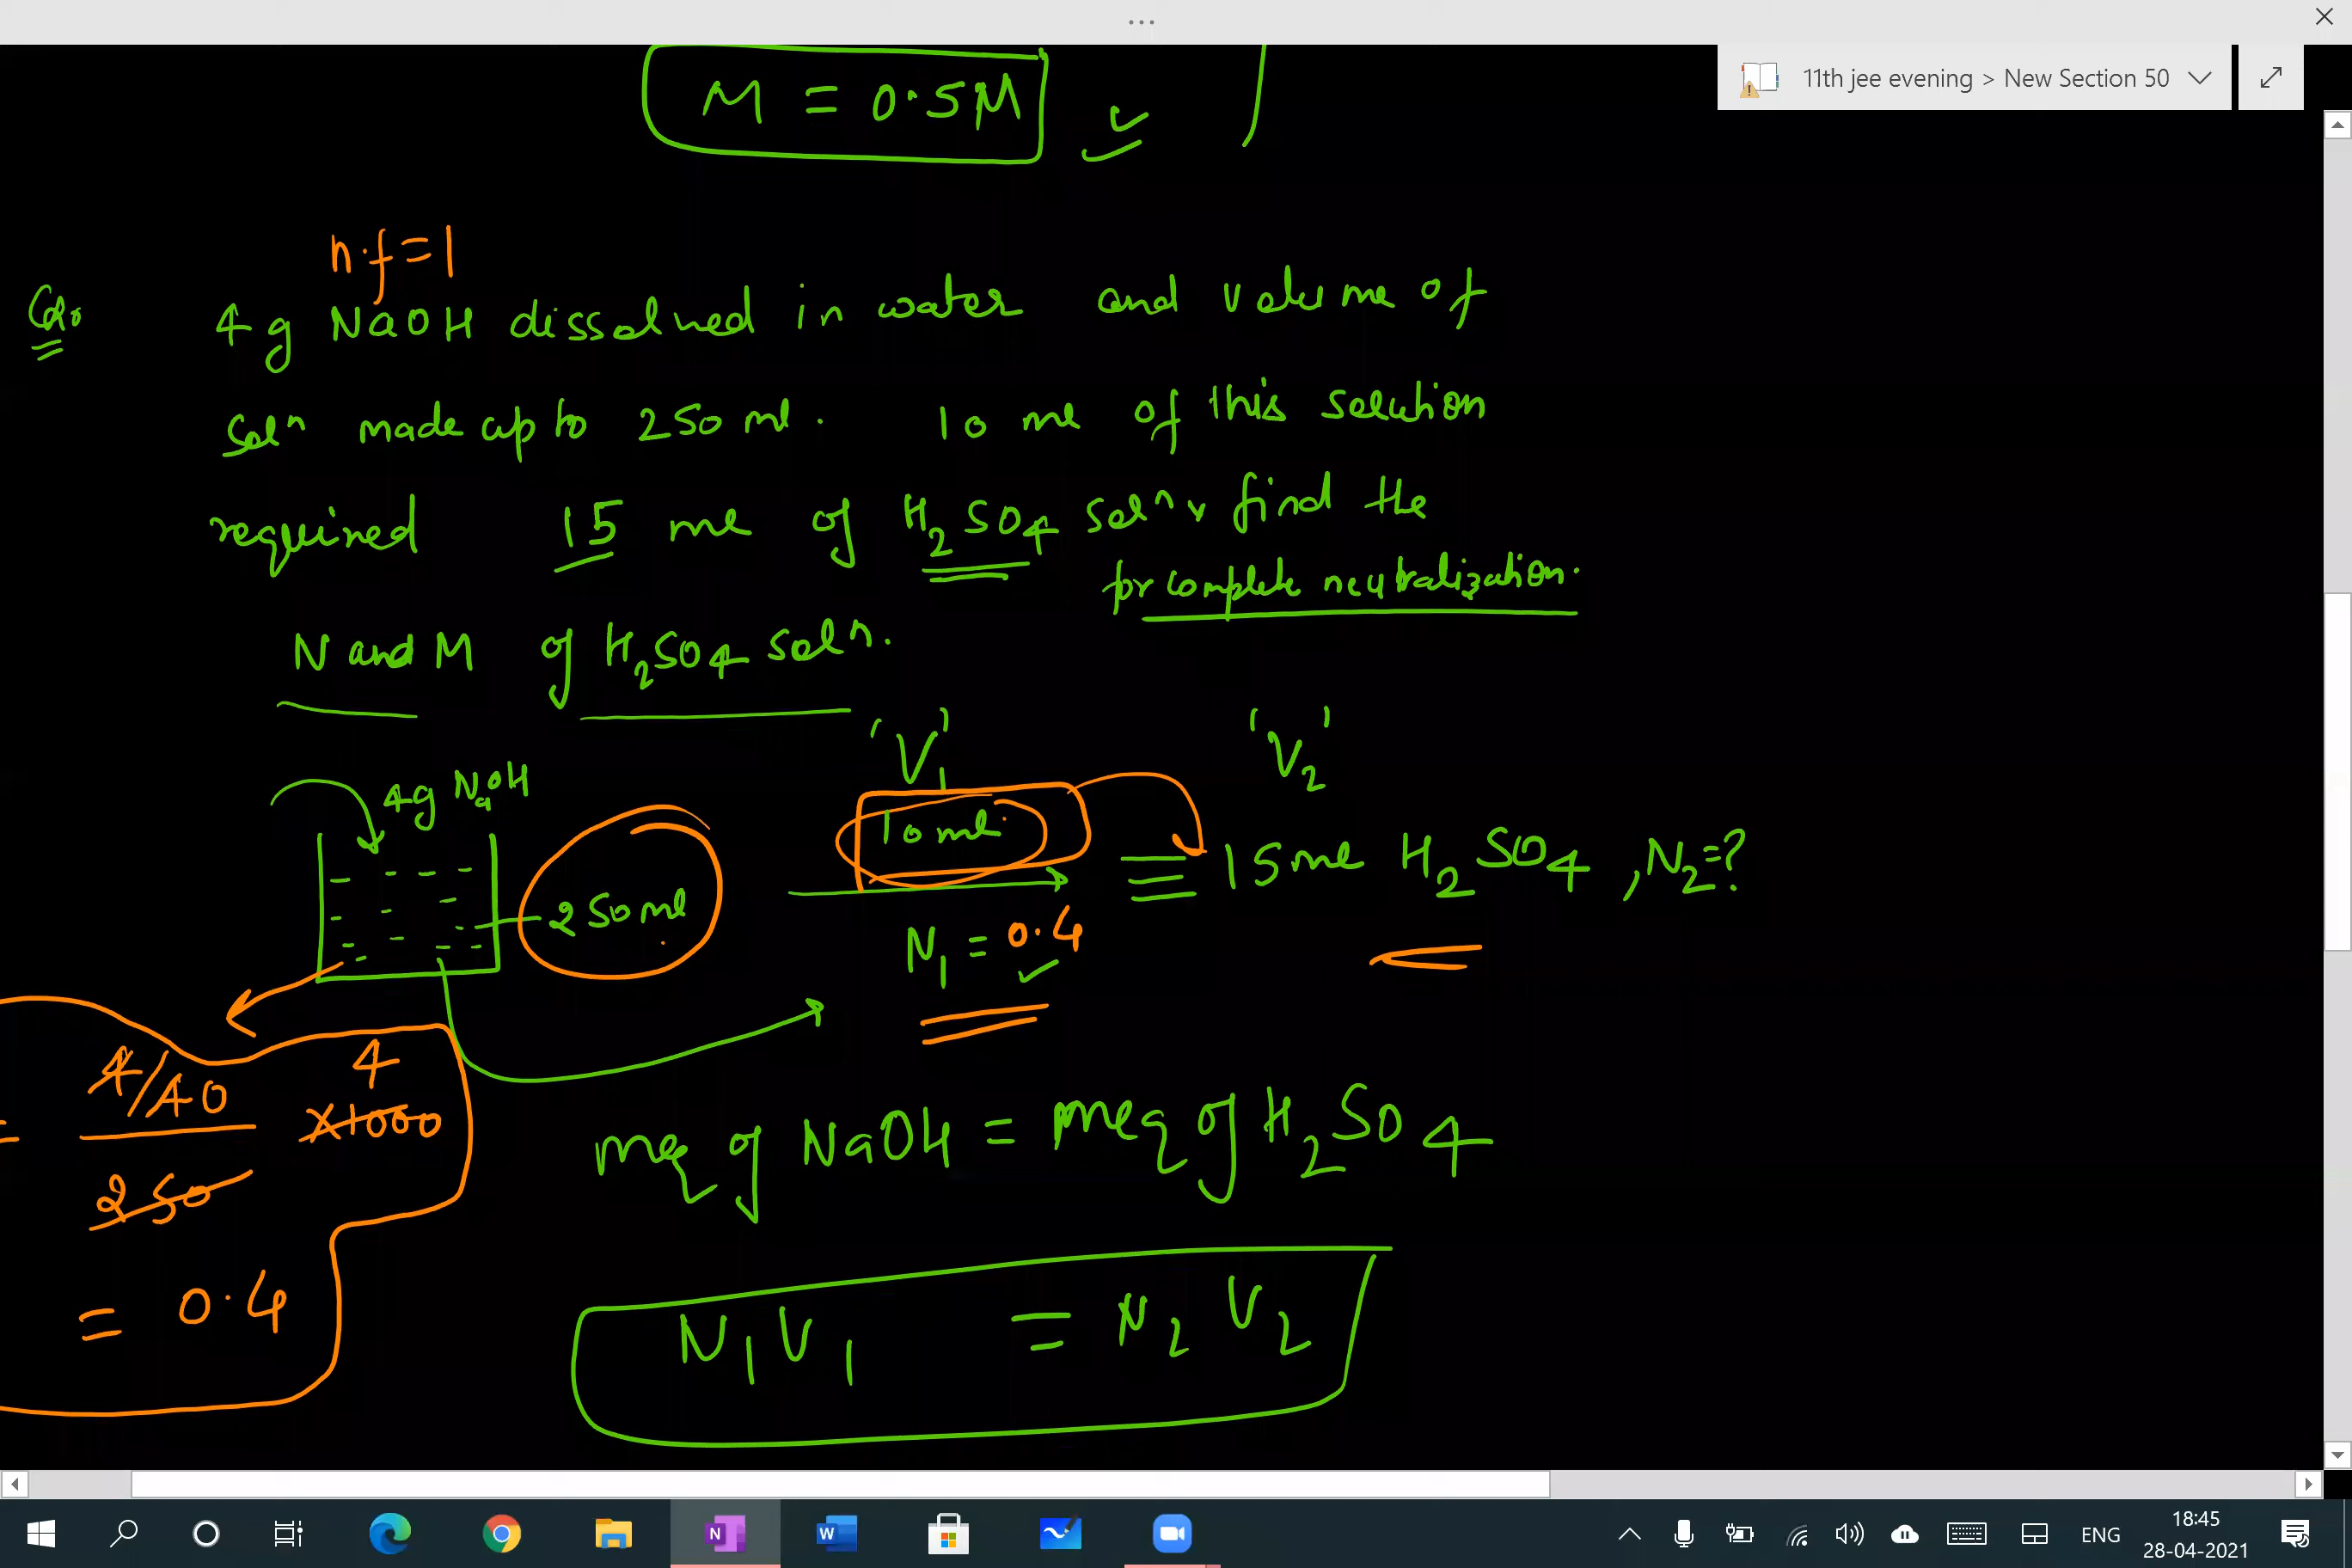 ...
11th jee evening > New Section 50
M = 0.5M
n.f=1
Q.
4 g NaOH dissolved in water and volume of
solⁿ made up to 250 ml. 10 ml of this solution
required 15 ml of H₂SO₄ solⁿ, find the
for complete neutralization.
N and M of H₂SO₄ solⁿ.
'V₁' 'V₂'
4g NaOH
10 ml
≡ 15 ml H₂SO₄, N₂=?
250 ml
N₁ = 0.4
= 4/40 ×1000 4
250
meq of NaOH = meq of H₂SO₄
= 0.4
N₁V₁ = N₂V₂
ENG
18:45
28-04-2021